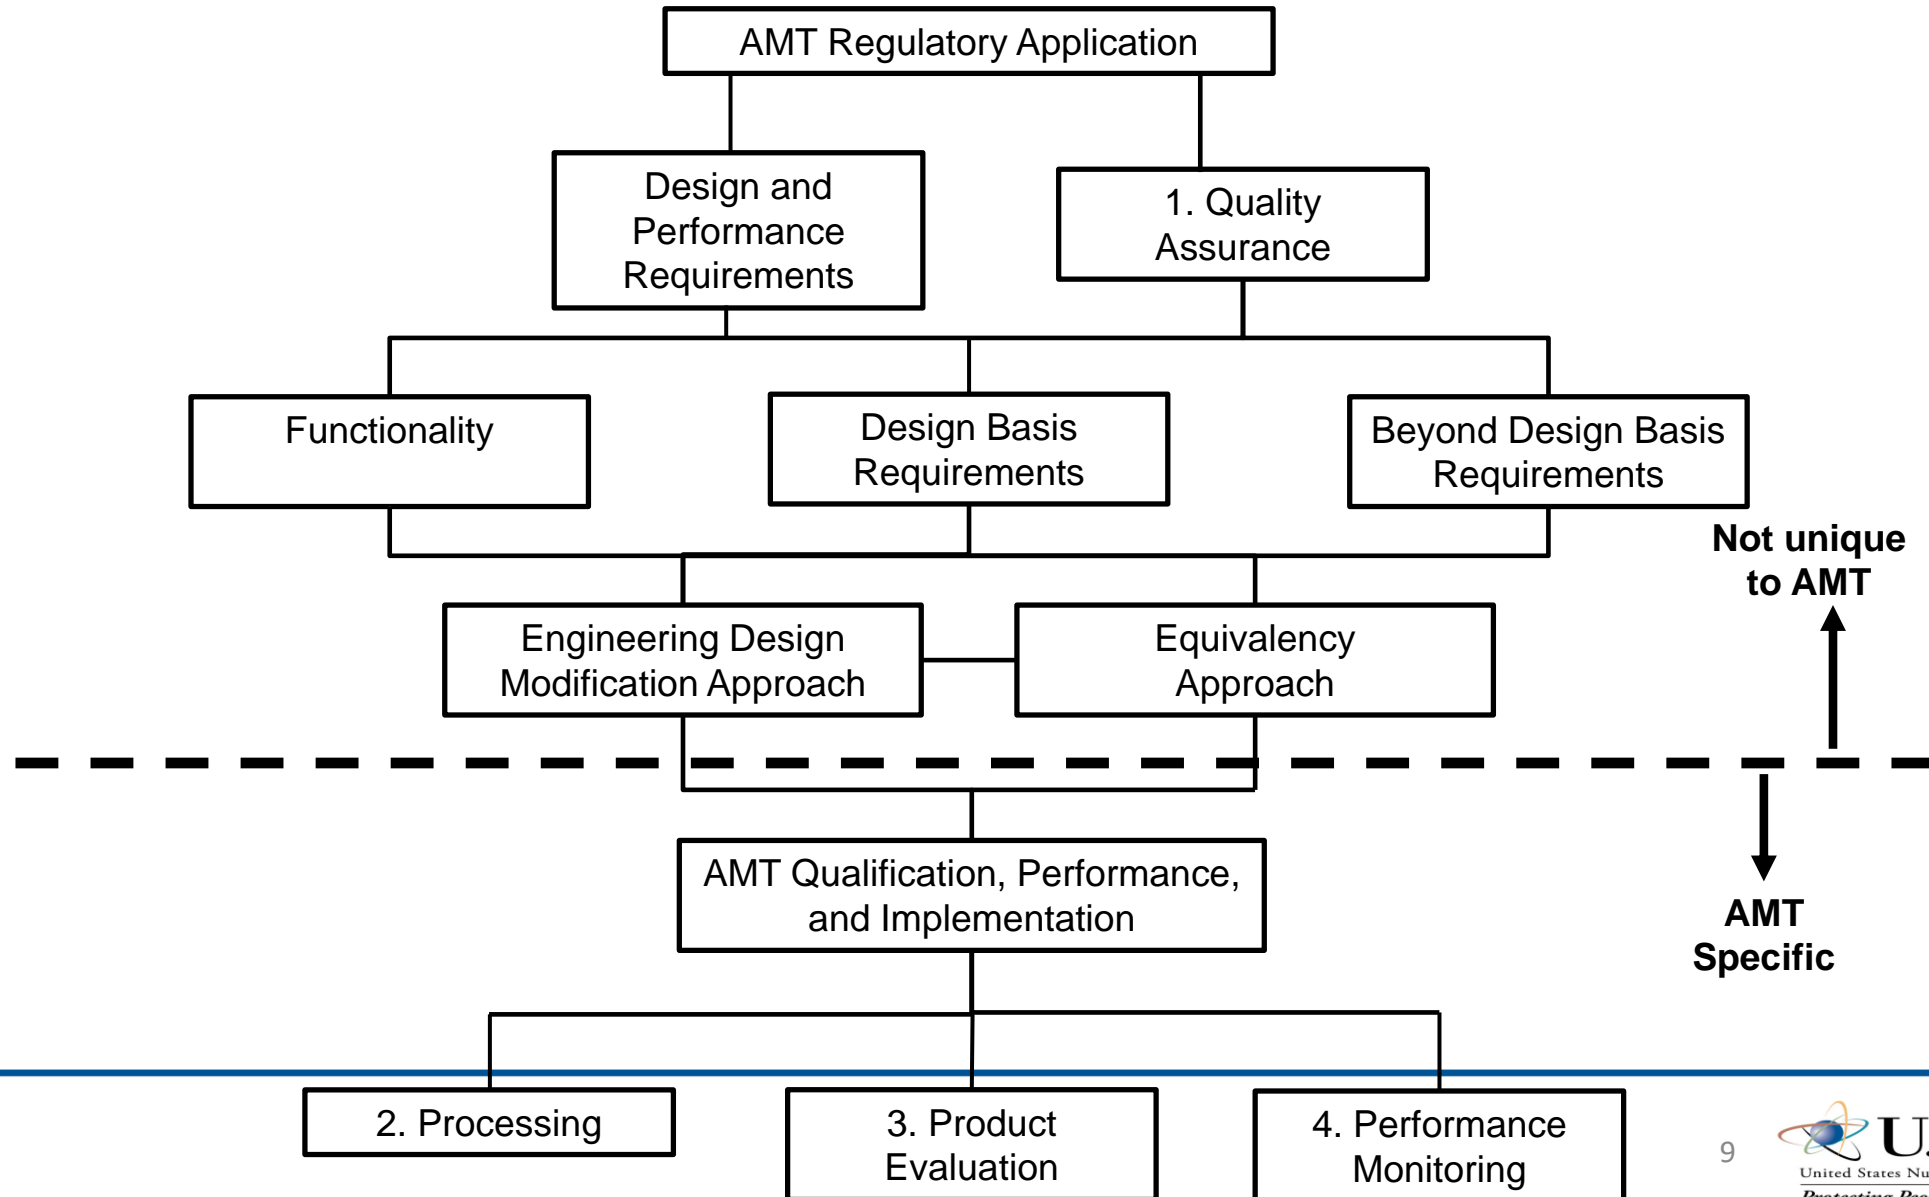 AMT Regulatory Application
Design and
Performance
Requirements
1. Quality
Assurance
Functionality
Design Basis
Requirements
Beyond Design Basis
Requirements
Not unique
to AMT
Engineering Design
Modification Approach
Equivalency
Approach
AMT Qualification, Performance,
and Implementation
AMT
Specific
2. Processing
3. Product
Evaluation
4. Performance
Monitoring
9
U.
United States Nu